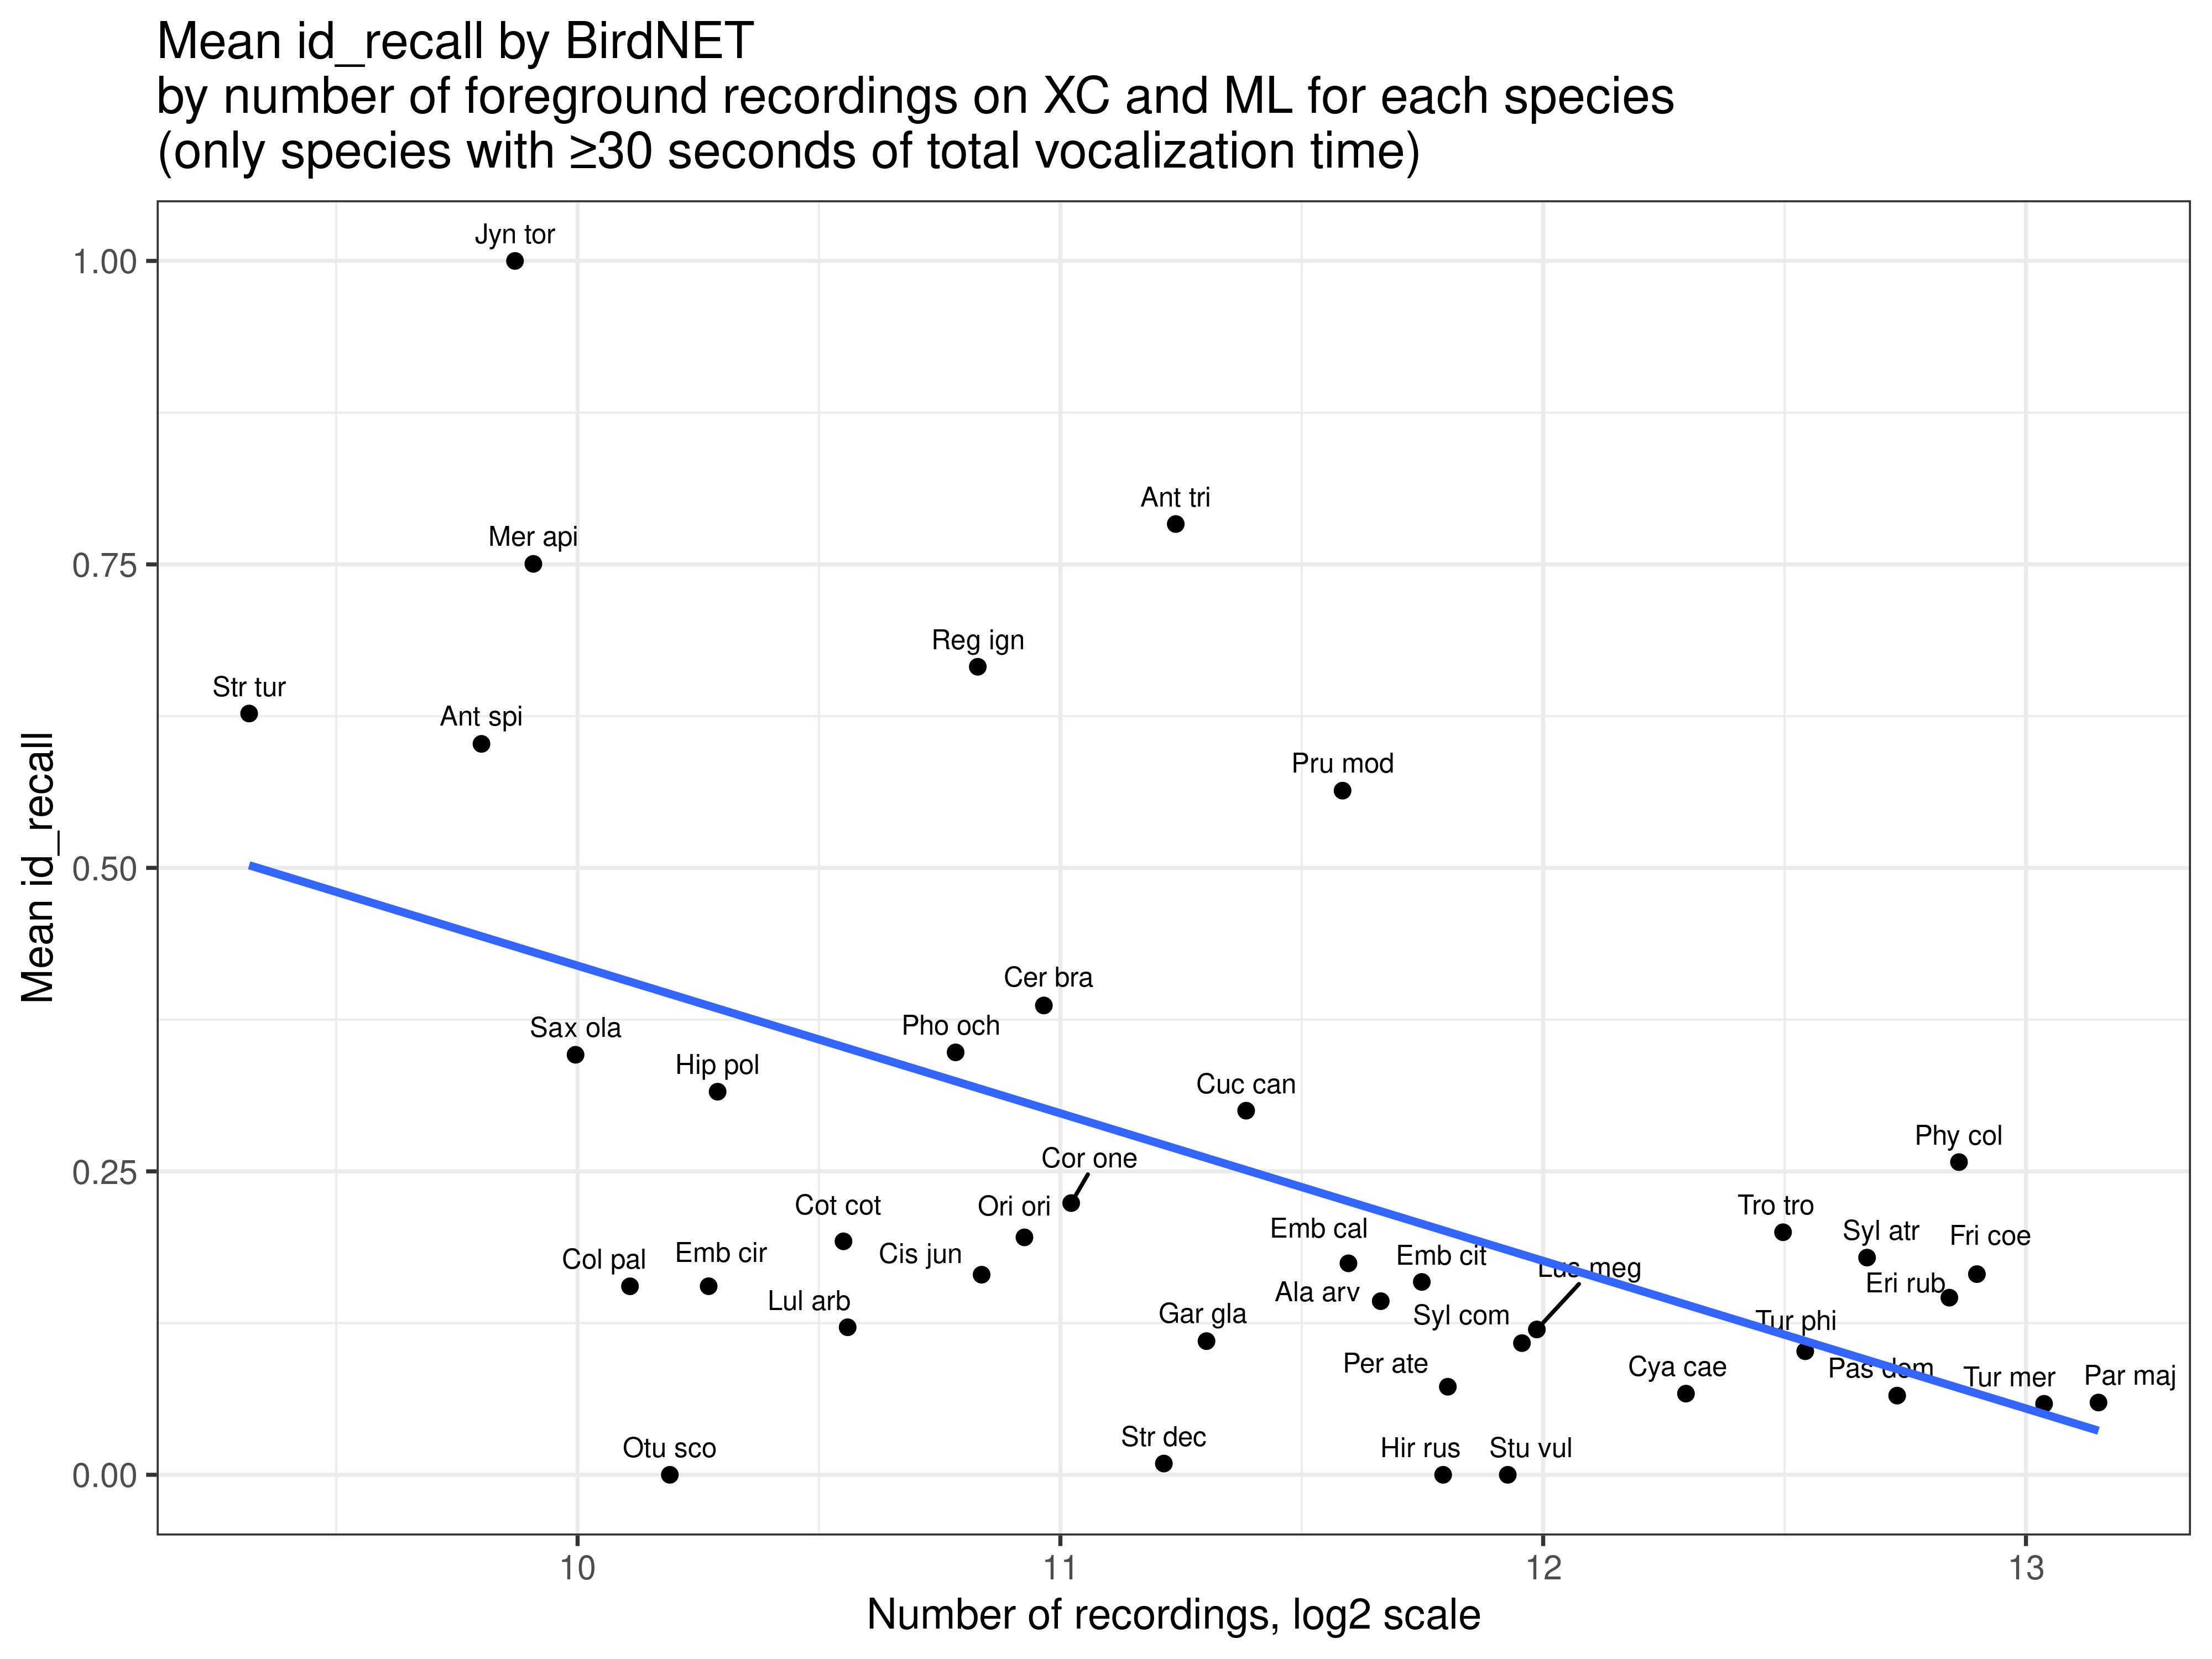 Mean id_recall by BirdNET
by number of foreground recordings on XC and ML for each species
(only species with ≥30 seconds of total vocalization time)
Jyn tor
1.00
Ant tri
Mer api
0.75
Reg ign
Str tur
Ant spi
Pru mod
Mean id_recall
0.50
Cer bra
Sax ola
Pho och
Hip pol
Cuc can
Phy col
Cor one
0.25
Cot cot
Ori ori
Tro tro
Emb cal
Syl atr
Fri coe
Col pal
Emb cir
Cis jun
Emb cit
Lus meg
Eri rub
Lul arb
Ala arv
Gar gla
Syl com
Tur phi
Per ate
Cya cae
Pas dom
Tur mer
Par maj
Otu sco
Str dec
Hir rus
Stu vul
0.00
10
11
12
13
Number of recordings, log2 scale